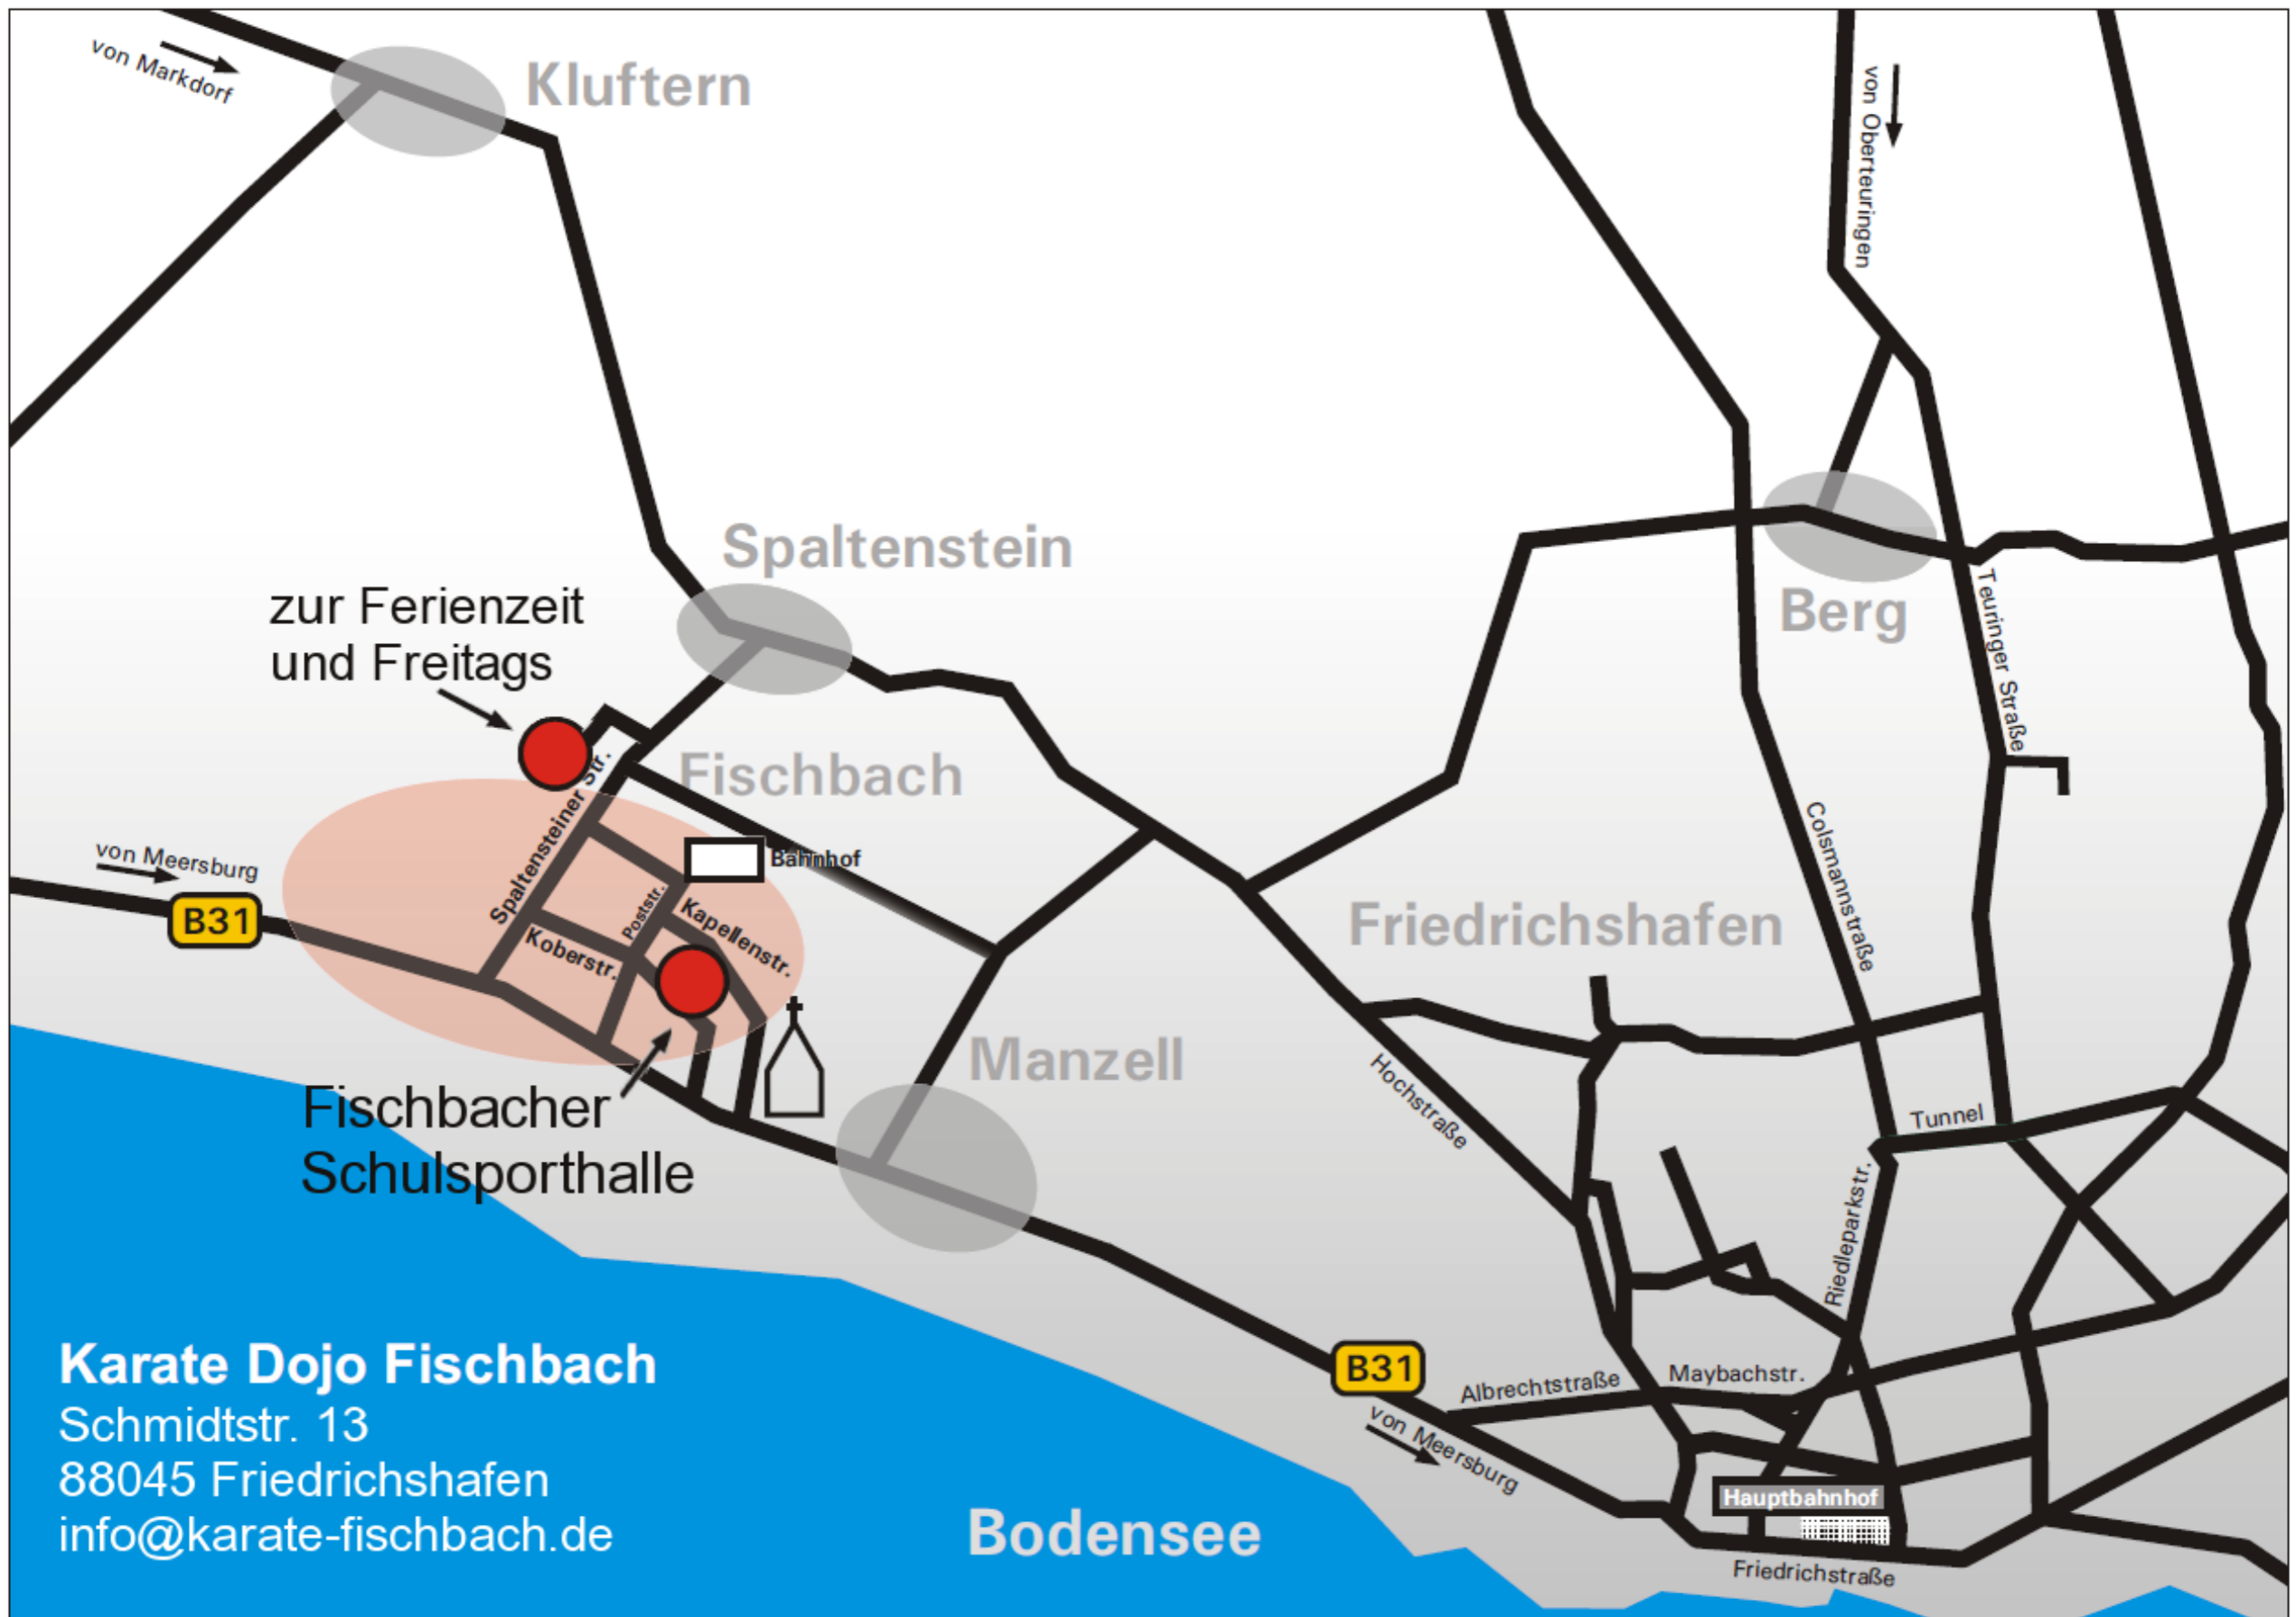 von Markdorf
Kluftern
von Oberteuringen
Spaltenstein
zur Ferienzeit
und Freitags
Berg
Teuringer Straße
Fischbach
Spaltensteiner Str.
von Meersburg
B31
Bahnhof
Poststr.
Kapellenstr.
Koberstr.
Colsmannstraße
Friedrichshafen
Manzell
Hochstraße
Tunnel
Fischbacher
Schulsporthalle
Riedleparkstr.
B31
Albrechtstraße
Maybachstr.
von Meersburg
Karate Dojo Fischbach
Schmidtstr. 13
88045 Friedrichshafen
info@karate-fischbach.de
Bodensee
Hauptbahnhof
Friedrichstraße